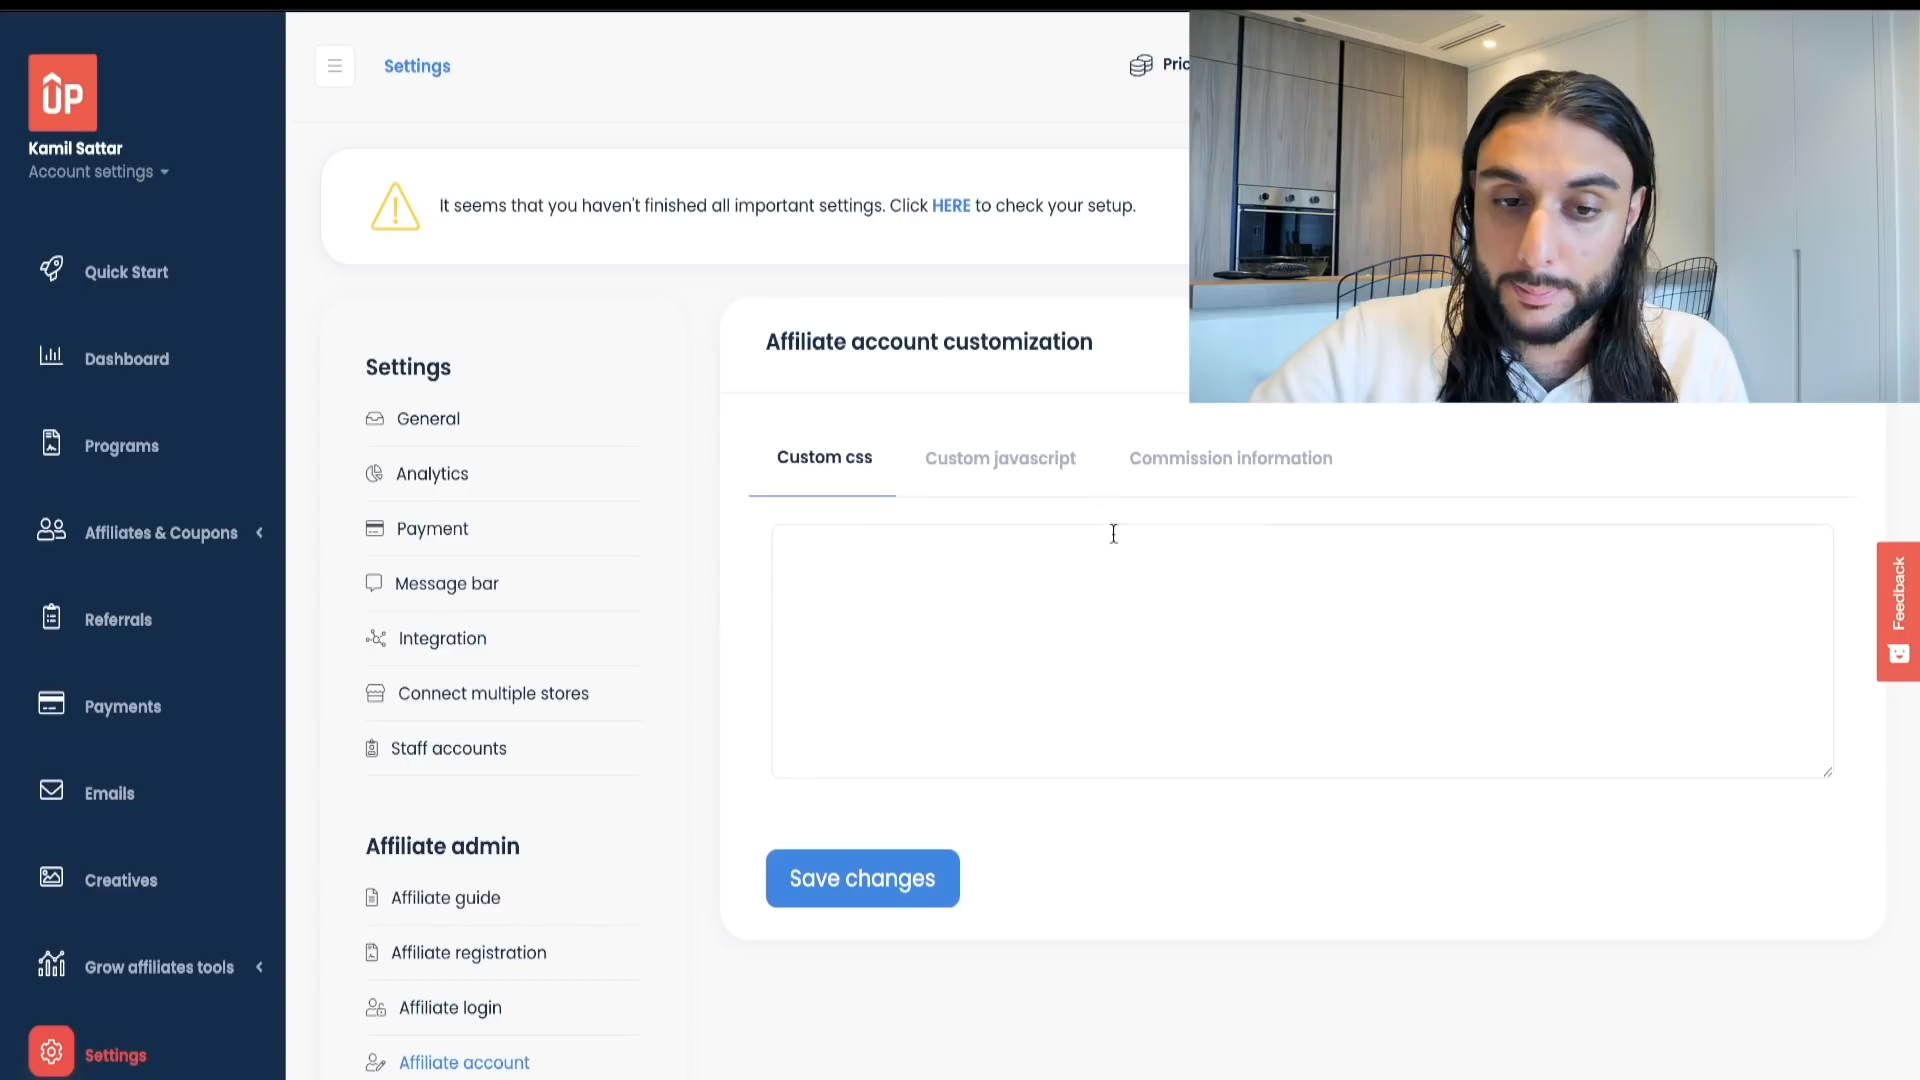 UP
Kamil Sattar
Account settings
Quick Start
Dashboard
Programs
Affiliates & Coupons
Referrals
Payments
Emails
Creatives
Grow affiliates tools
Settings
Settings
Pric
It seems that you haven't finished all important settings. Click HERE to check your setup.
Settings
General
Analytics
Payment
Message bar
Integration
Connect multiple stores
Staff accounts
Affiliate admin
Affiliate guide
Affiliate registration
Affiliate login
Affiliate account
Affiliate account customization
Custom css Custom javascript Commission information
Save changes
Feedback